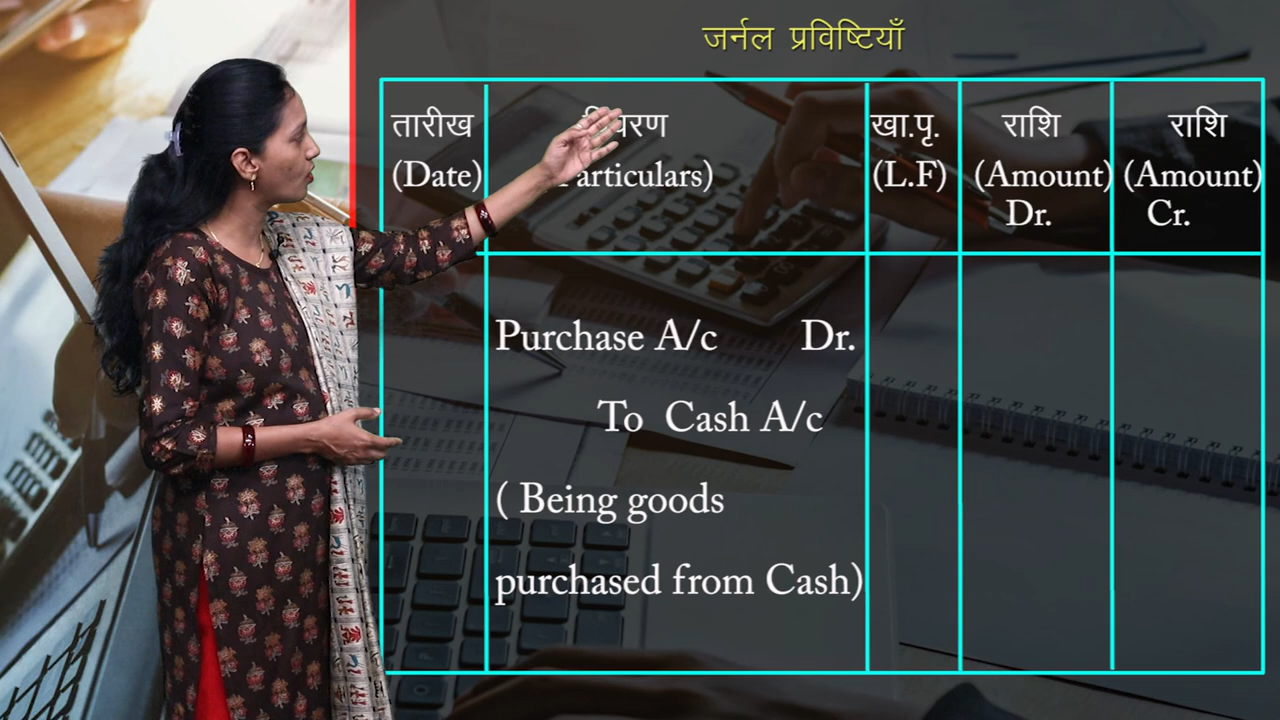 जर्नल प्रविष्टियाँ
तारीख
(Date)
खा.पृ.
(L.F)
राशि
(Amount)
Dr.
राशि
(Amount)
Cr.
Purchase A/c Dr.
To Cash A/c
( Being goods
purchased from Cash)